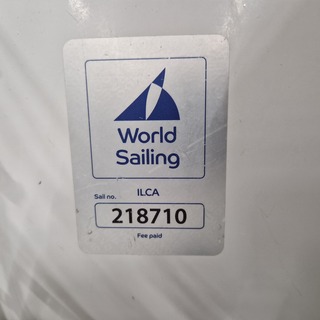 World
Sailing
ILCA
Sail no.
218710
Fee paid